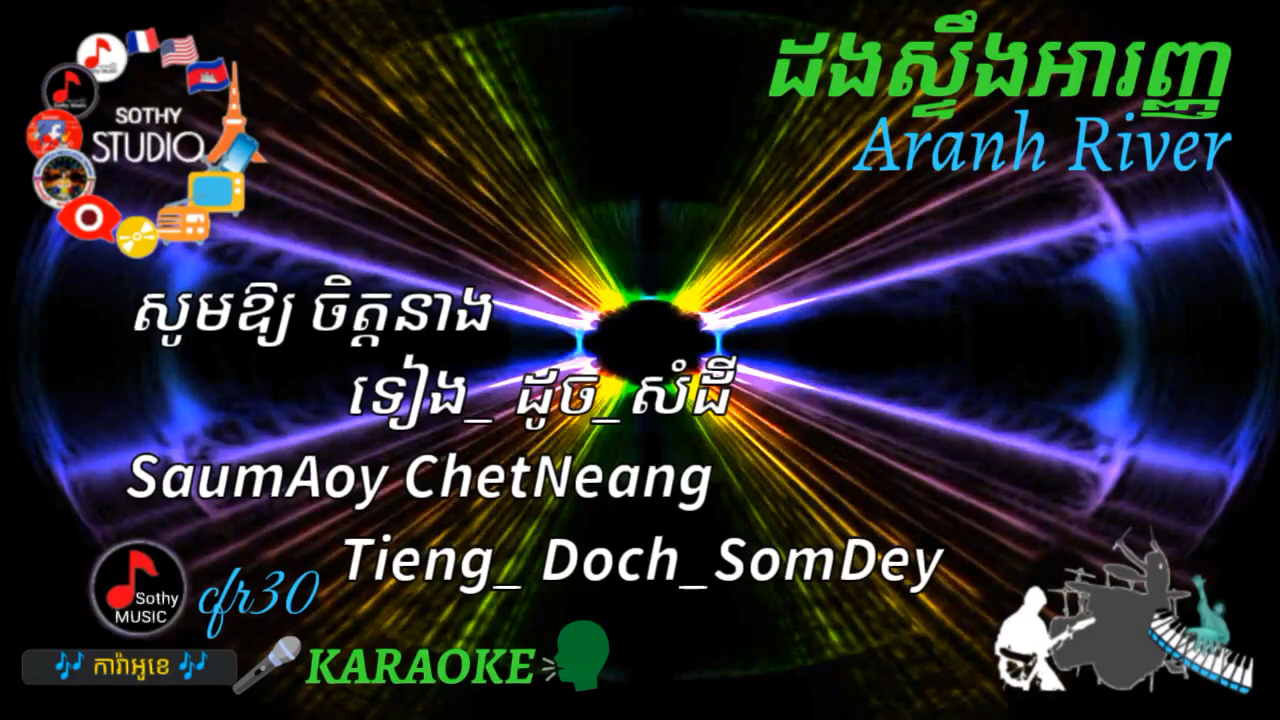 SOTHY
STUDIO
ដងស្ទឹងអារញ្ញ
Aranh River
សូមឱ្យ ចិត្តនាង
ទៀង_ ដូច_សំដី
SaumAoy ChetNeang
Tieng_ Doch_SomDey
Sothy
MUSIC
cfr30
🎶 ការ៉ាអូខេ 🎶
KARAOKE